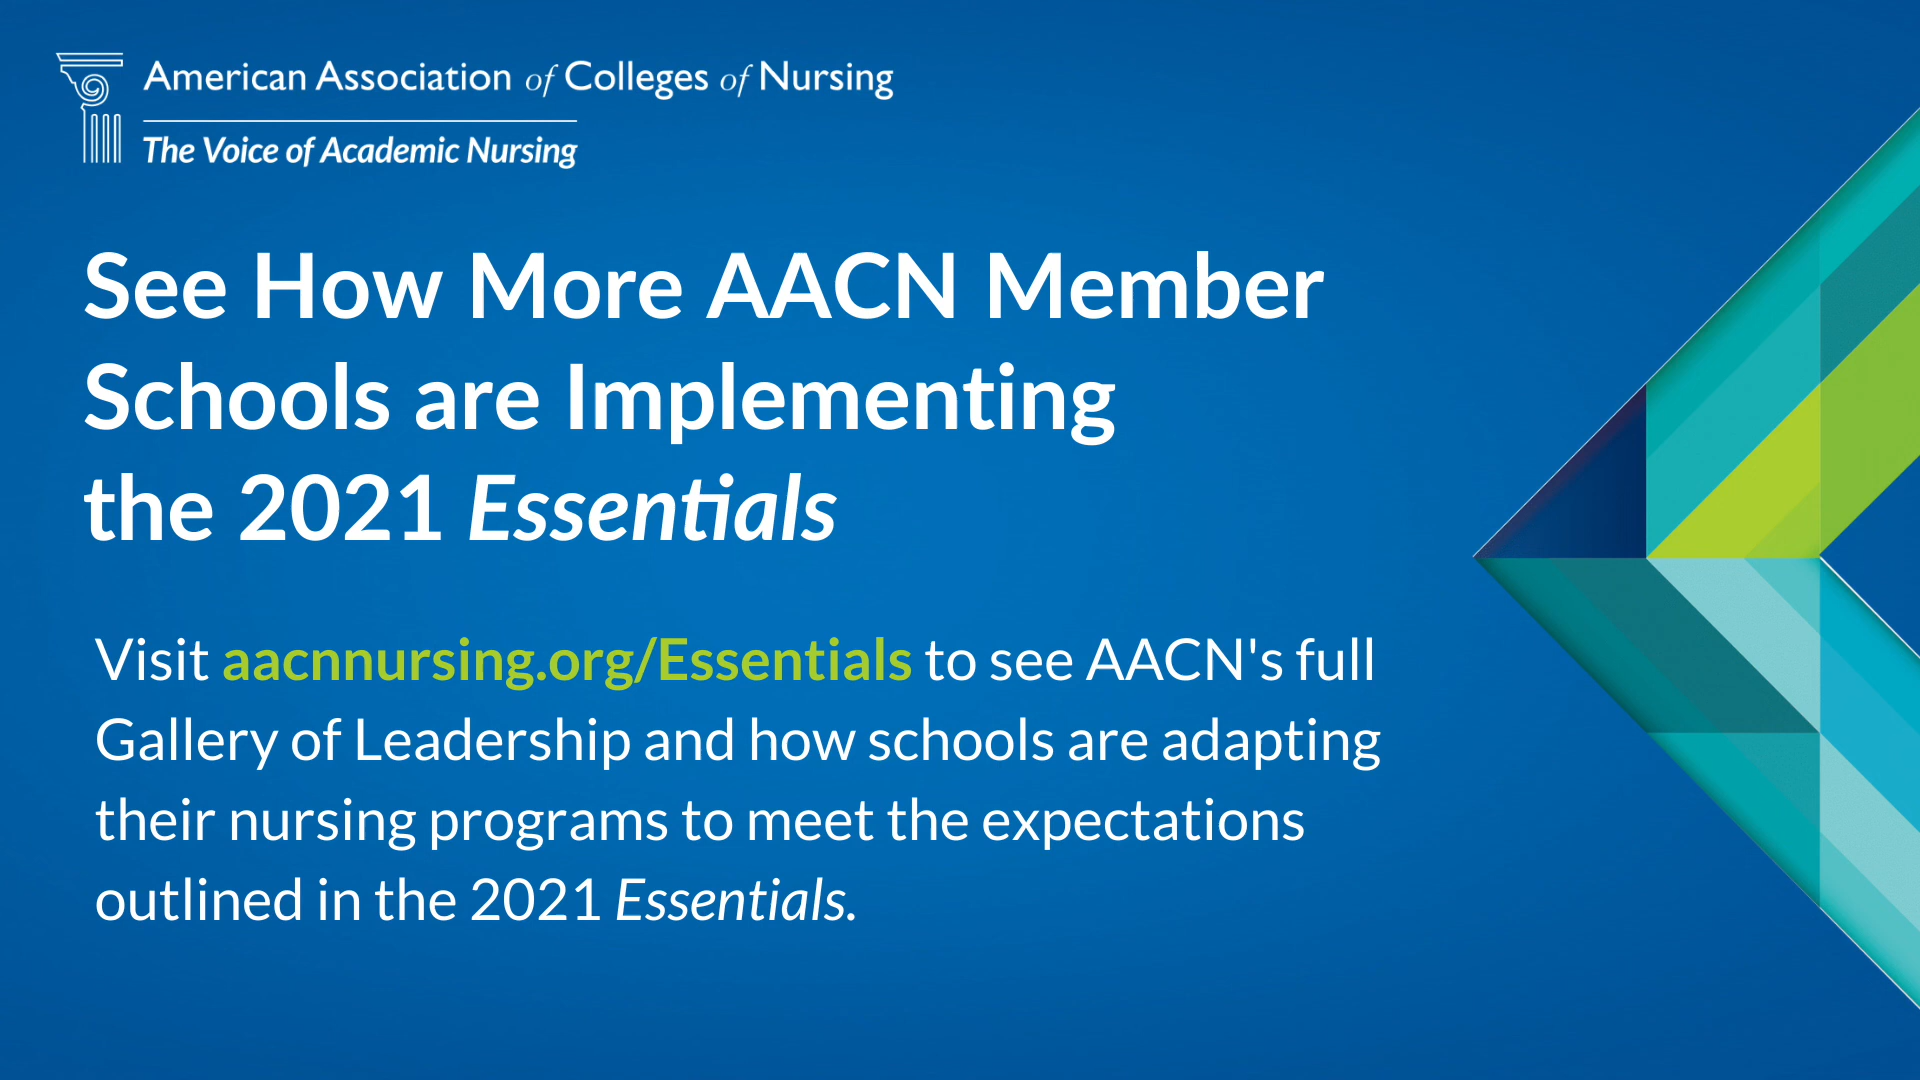 American Association of Colleges of Nursing
The Voice of Academic Nursing
See How More AACN Member
Schools are Implementing
the 2021 Essentials
Visit aacnnursing.org/Essentials to see AACN's full
Gallery of Leadership and how schools are adapting
their nursing programs to meet the expectations
outlined in the 2021 Essentials.